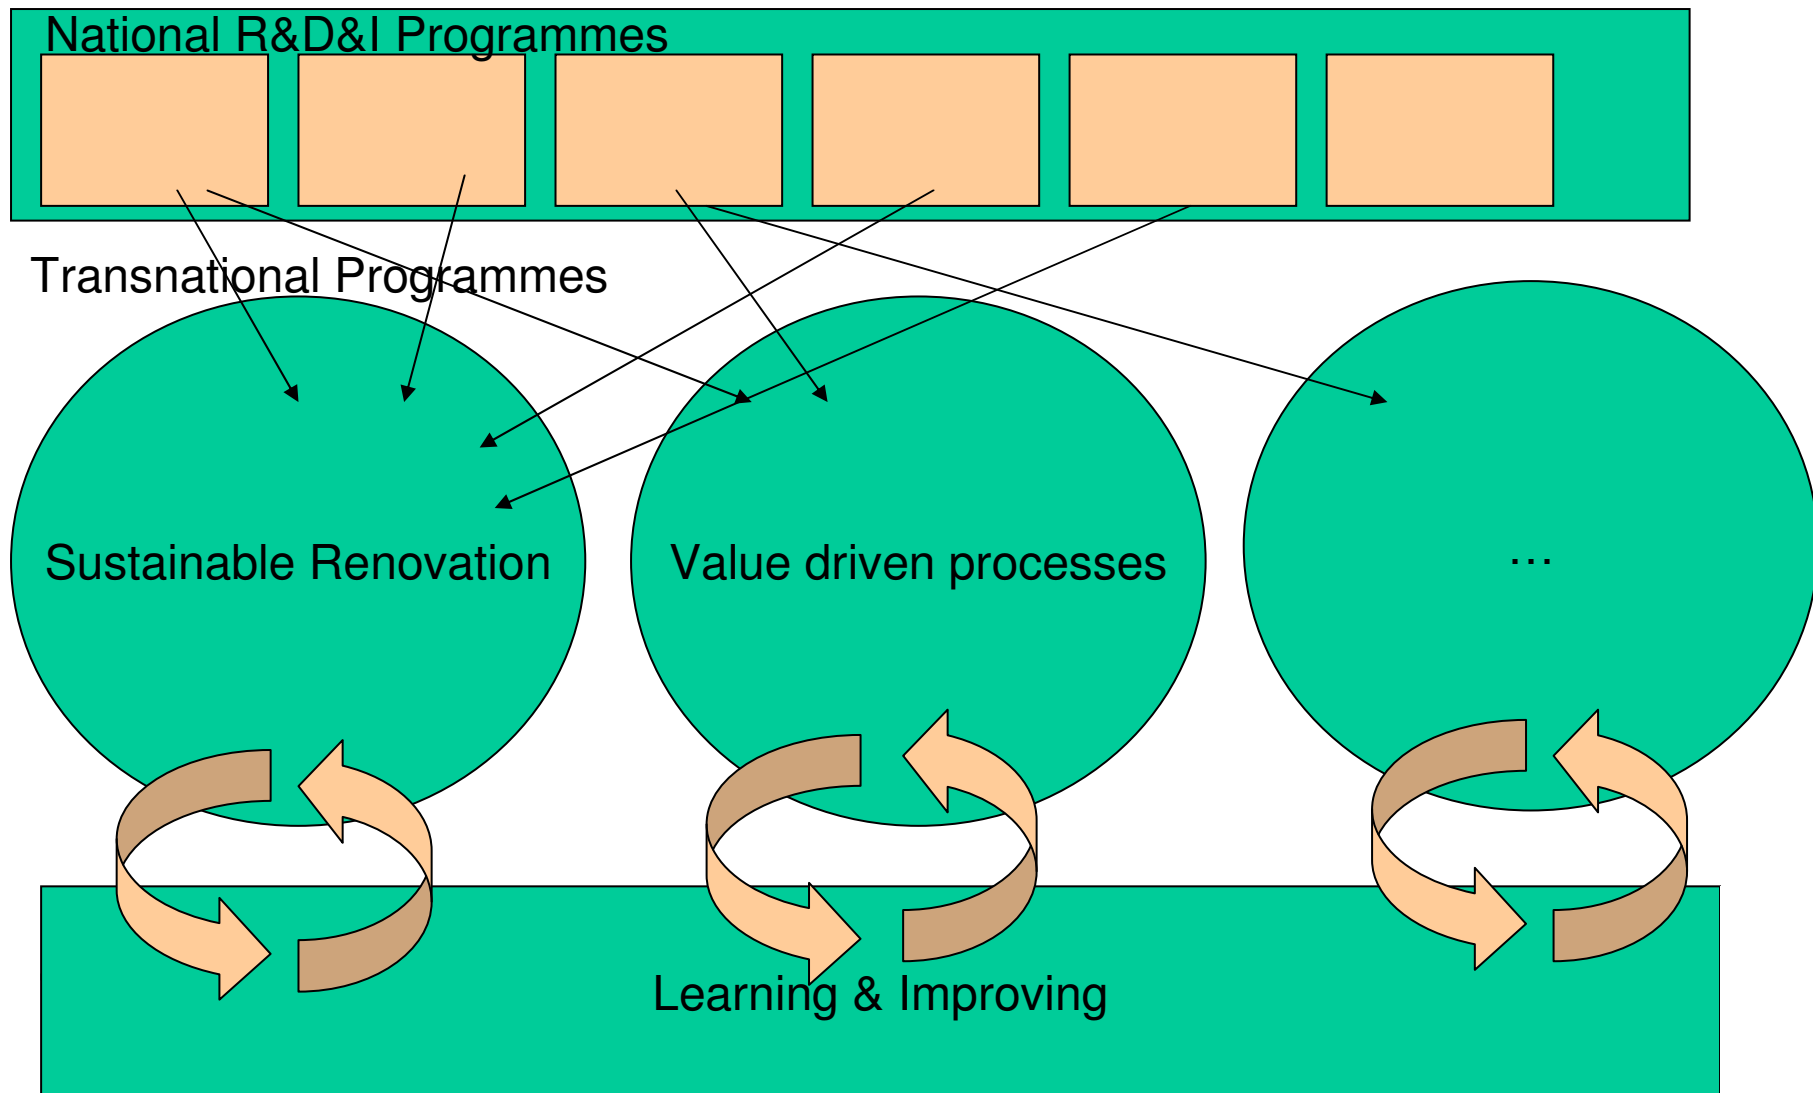 National R&D&I Programmes
Transnational Programmes
Sustainable Renovation
Value driven processes
…
Learning & Improving